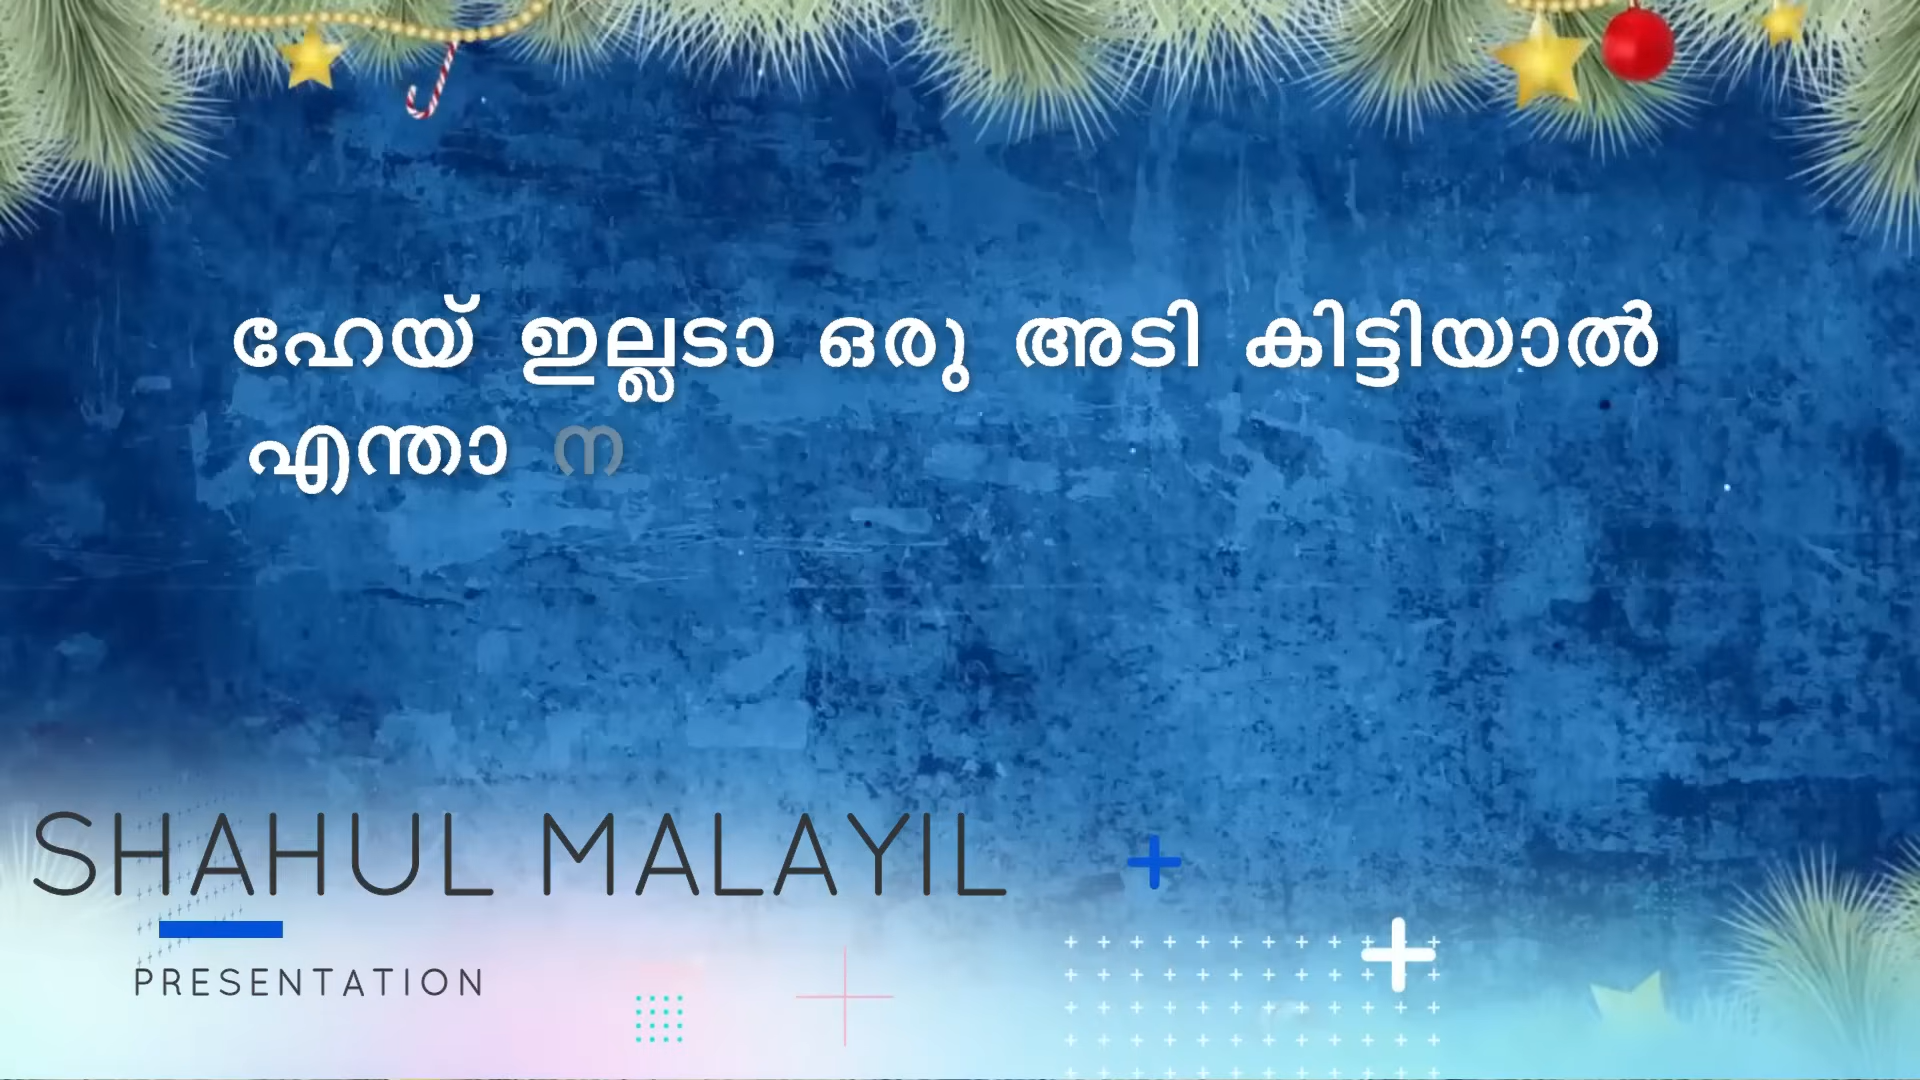 ഹേയ് ഇല്ലടാ ഒരു അടി കിട്ടിയാൽ
എന്താ ന
SHAHUL MALAYIL
PRESENTATION